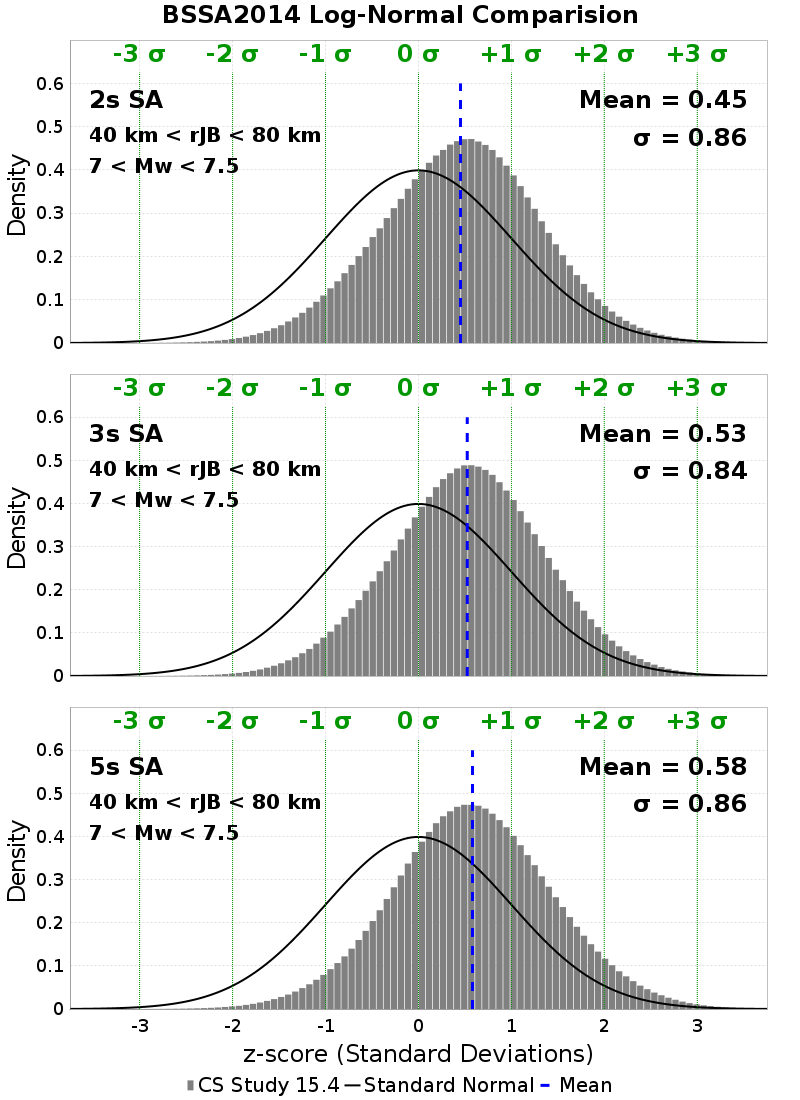 BSSA2014 Log-Normal Comparision
-3 σ -2 σ -1 σ 0 σ +1 σ +2 σ +3 σ
0.6
2s SA Mean = 0.45
0.5
40 km < rJB < 80 km σ = 0.86
7 < Mw < 7.5
0.4
0.3
0.2
0.1
0
Density
-3 σ -2 σ -1 σ 0 σ +1 σ +2 σ +3 σ
0.6
3s SA Mean = 0.53
0.5
40 km < rJB < 80 km σ = 0.84
7 < Mw < 7.5
0.4
0.3
0.2
0.1
0
Density
-3 σ -2 σ -1 σ 0 σ +1 σ +2 σ +3 σ
0.6
5s SA Mean = 0.58
0.5
40 km < rJB < 80 km σ = 0.86
7 < Mw < 7.5
0.4
0.3
0.2
0.1
0
Density
-3 -2 -1 0 1 2 3
z-score (Standard Deviations)
CS Study 15.4 Standard Normal Mean